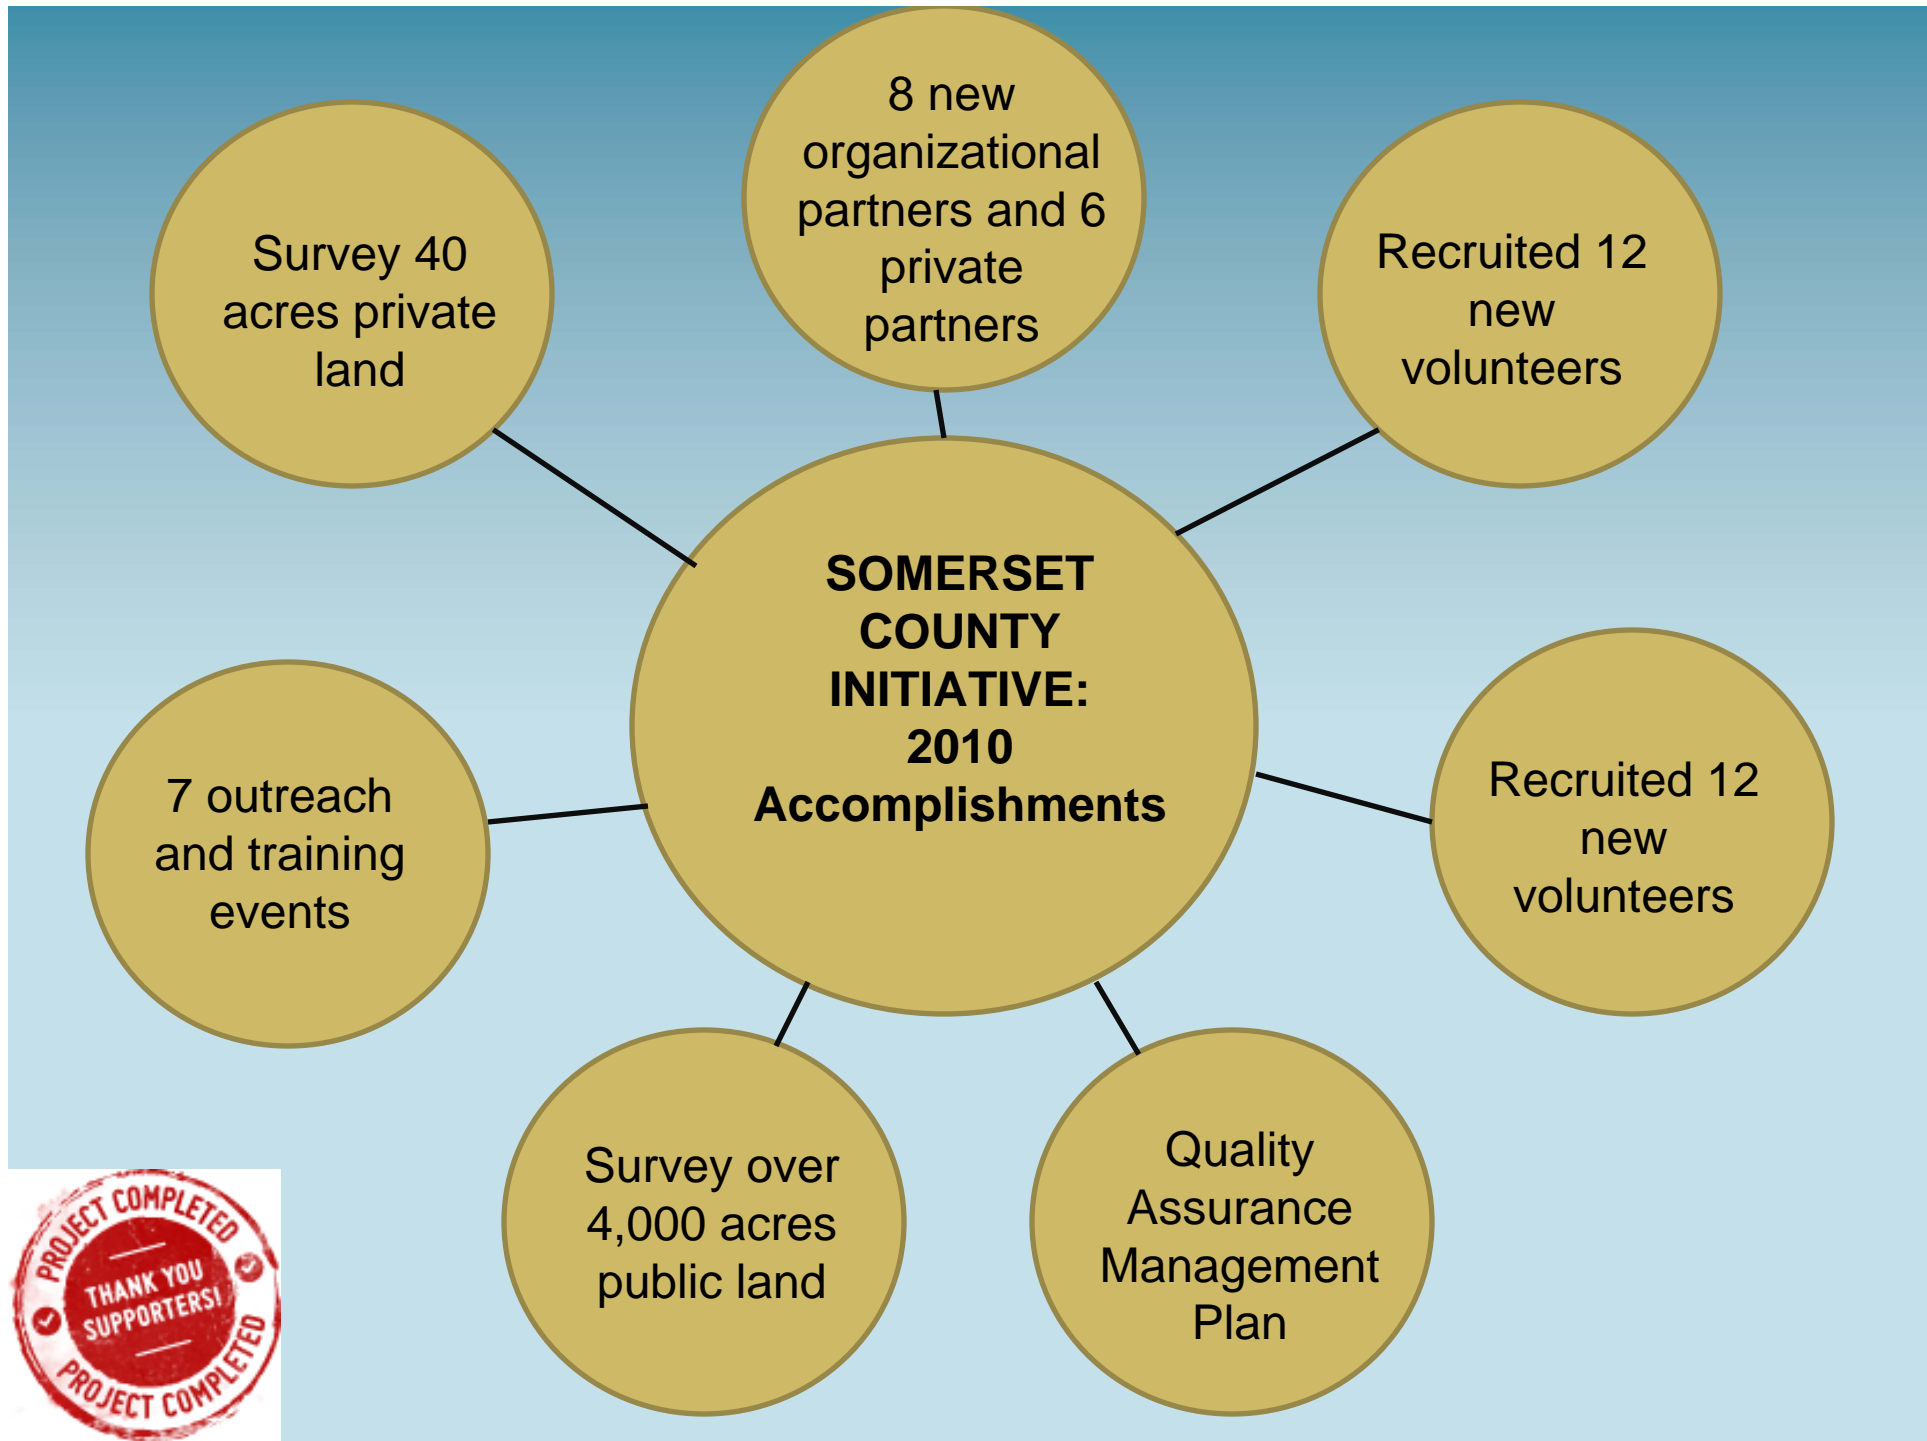 8 new
organizational
partners and 6
private
partners
Survey 40
acres private
land
Recruited 12
new
volunteers
SOMERSET
COUNTY
INITIATIVE:
2010
Accomplishments
7 outreach
and training
events
Recruited 12
new
volunteers
Survey over
4,000 acres
public land
Quality
Assurance
Management
Plan
PROJECT COMPLETED
THANK YOU
SUPPORTERS!
PROJECT COMPLETED